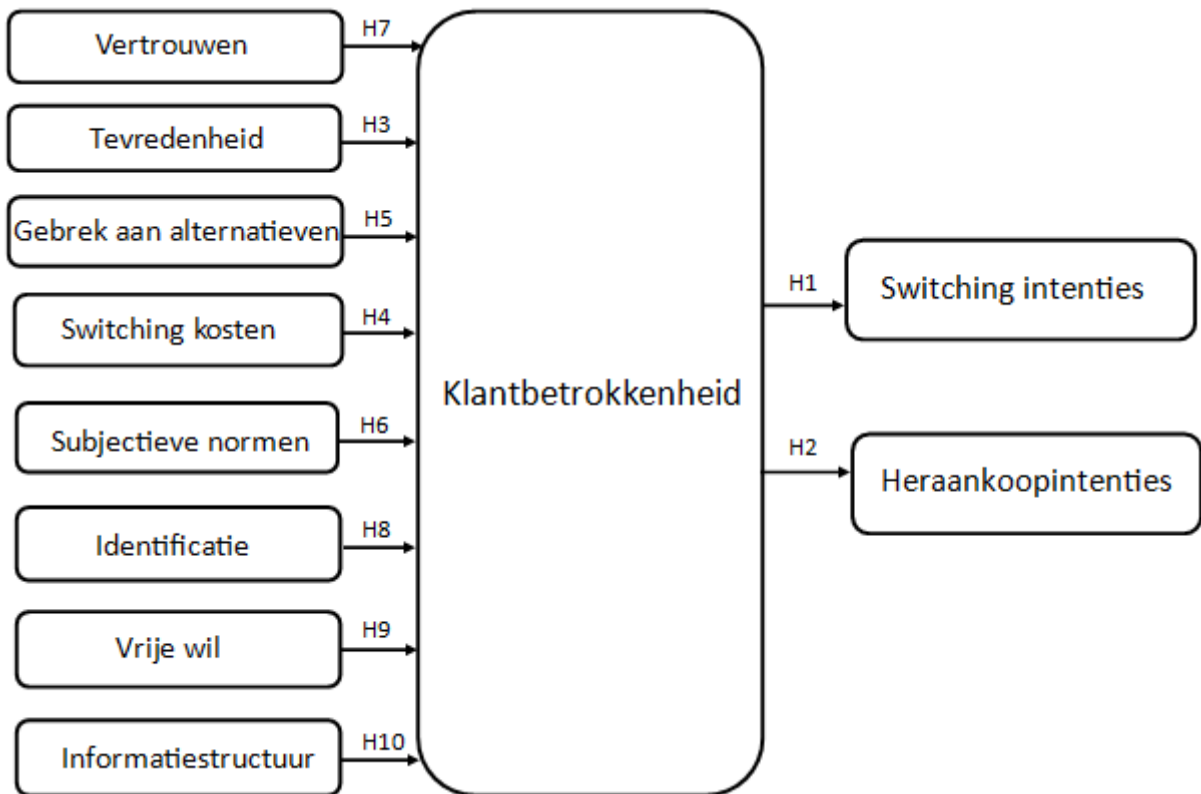 Vertrouwen
H7
Tevredenheid
H3
Gebrek aan alternatieven
H5
Switching kosten
H4
Subjectieve normen
H6
Identificatie
H8
Vrije wil
H9
Informatiestructuur
H10
Klantbetrokkenheid
H1
Switching intenties
H2
Heraankoopintenties